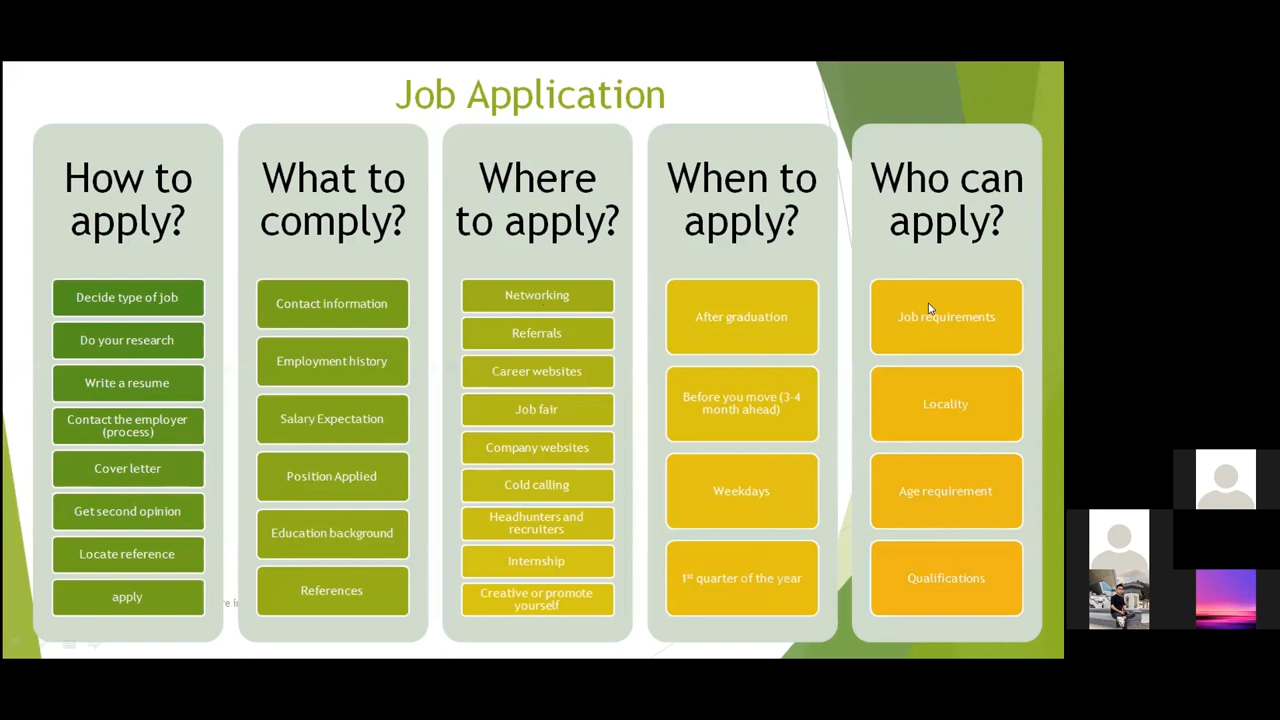 Job Application
How to
apply?
Decide type of job
Do your research
Write a resume
Contact the employer
(process)
Cover letter
Get second opinion
Locate reference
apply
What to
comply?
Contact information
Employment history
Salary Expectation
Position Applied
Education background
References
Where
to apply?
Networking
Referrals
Career websites
Job fair
Company websites
Cold calling
Headhunters and
recruiters
Internship
Creative or promote
yourself
When to
apply?
After graduation
Before you move (3-4
month ahead)
Weekdays
1st quarter of the year
Who can
apply?
Job requirements
Locality
Age requirement
Qualifications